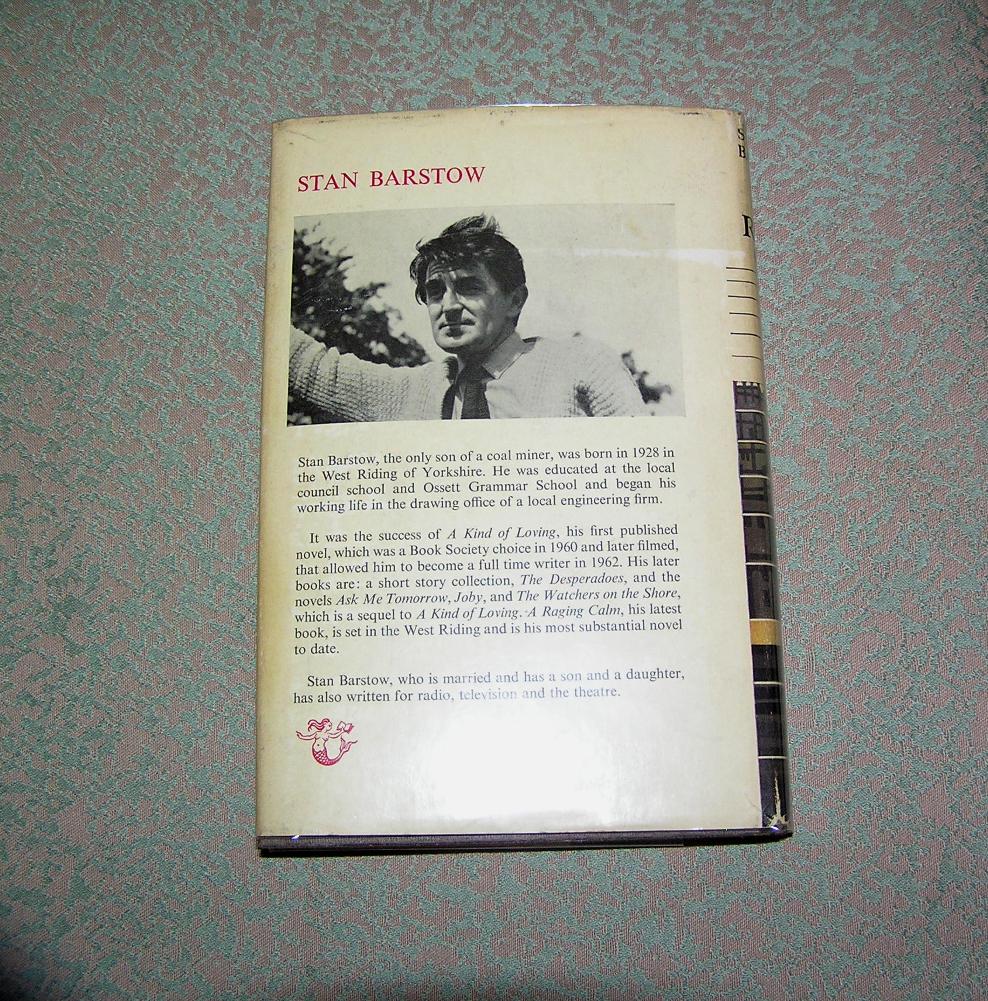 STAN BARSTOW
Stan Barstow, the only son of a coal miner, was born in 1928 in
the West Riding of Yorkshire. He was educated at the local
council school and Ossett Grammar School and began his
working life in the drawing office of a local engineering firm.
It was the success of A Kind of Loving, his first published
novel, which was a Book Society choice in 1960 and later filmed,
that allowed him to become a full time writer in 1962. His later
books are: a short story collection, The Desperadoes, and the
novels Ask Me Tomorrow, Joby, and The Watchers on the Shore,
which is a sequel to A Kind of Loving. A Raging Calm, his latest
book, is set in the West Riding and is his most substantial novel
to date.
Stan Barstow, who is married and has a son and a daughter,
has also written for radio, television and the theatre.